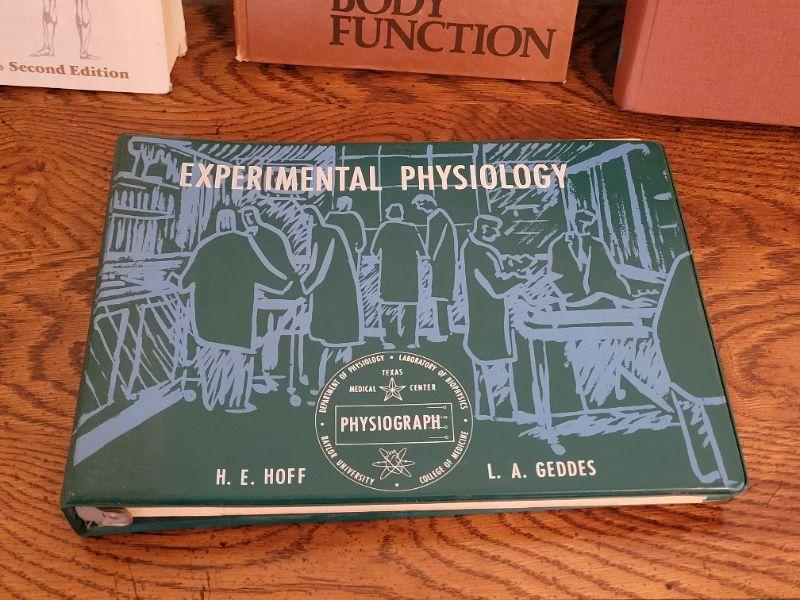 s Second Edition
BODY
FUNCTION
EXPERIMENTAL PHYSIOLOGY
DEPARTMENT OF PHYSIOLOGY • LABORATORY OF BIOPHYSICS
TEXAS
MEDICAL CENTER
PHYSIOGRAPH
BAYLOR UNIVERSITY COLLEGE OF MEDICINE
H. E. HOFF
L. A. GEDDES